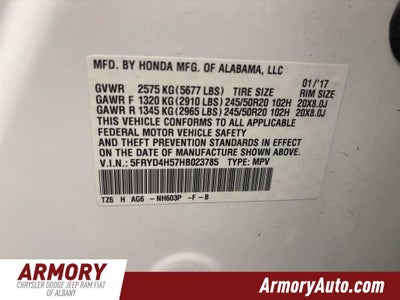 MFD. BY HONDA MFG. OF ALABAMA, LLC
01/'17
GVWR 2575 KG (5677 LBS) TIRE SIZE RIM SIZE
GAWR F 1320 KG (2910 LBS) 245/50R20 102H 20X8.0J
GAWR R 1345 KG (2965 LBS) 245/50R20 102H 20X8.0J
THIS VEHICLE CONFORMS TO ALL APPLICABLE
FEDERAL MOTOR VEHICLE SAFETY
AND THEFT PREVENTION STANDARDS IN EFFECT
ON THE DATE OF MANUFACTURE SHOWN ABOVE.
V.I.N.: 5FRYD4H57HB023785 TYPE: MPV
TZ6 H AG6 -NH603P -F -B
ARMORY
CHRYSLER DODGE JEEP RAM FIAT
OF ALBANY
ArmoryAuto.com